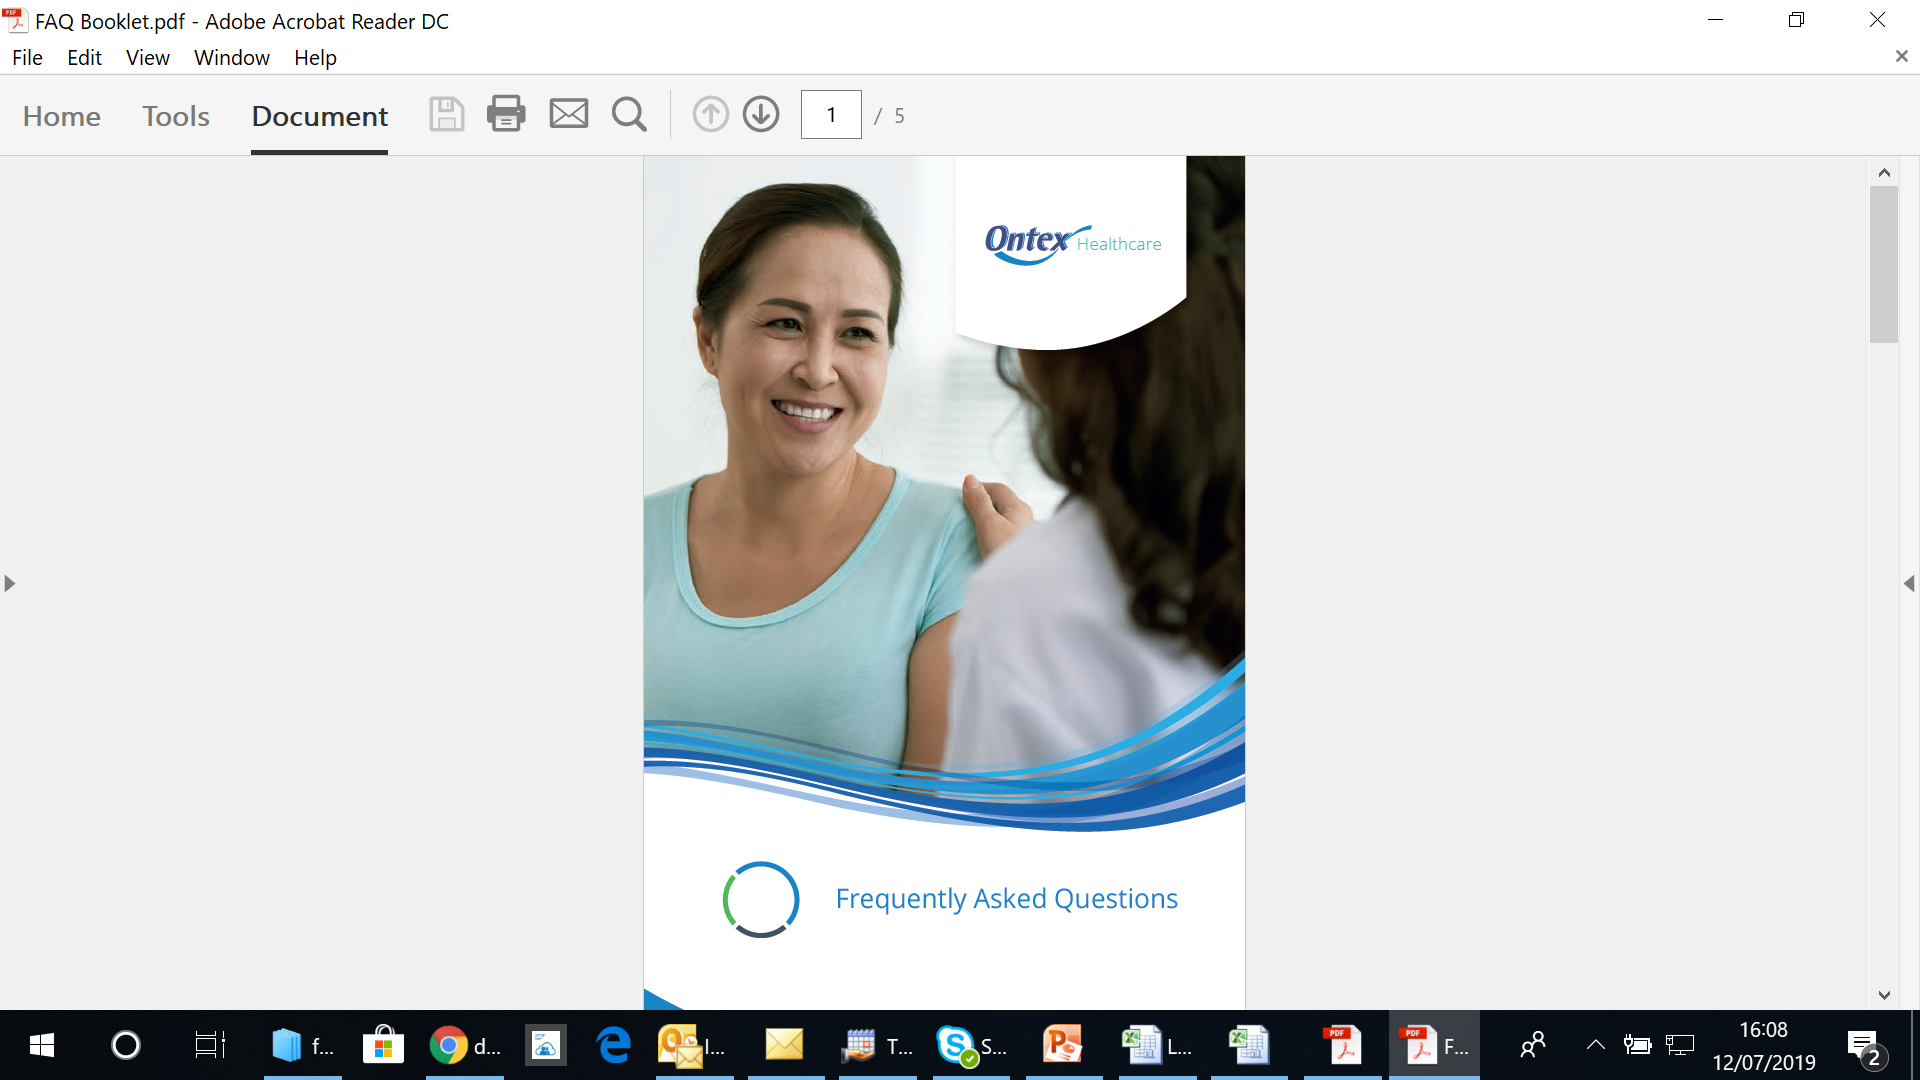 FAQ Booklet.pdf - Adobe Acrobat Reader DC
File Edit View Window Help
Home Tools Document 1 / 5
Ontex Healthcare
Frequently Asked Questions
f... d... I... T... S... L... F...
16:08
12/07/2019
2